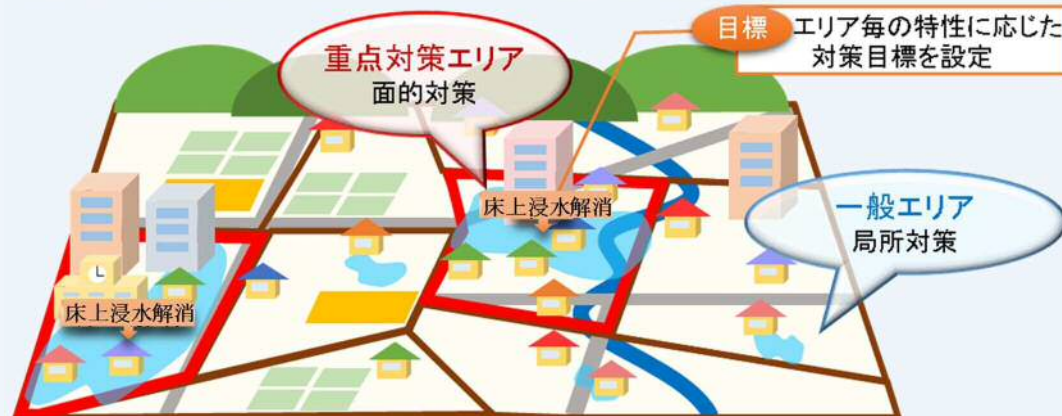 目標 エリア毎の特性に応じた
対策目標を設定
重点対策エリア
面的対策
床上浸水解消
一般エリア
局所対策
床上浸水解消